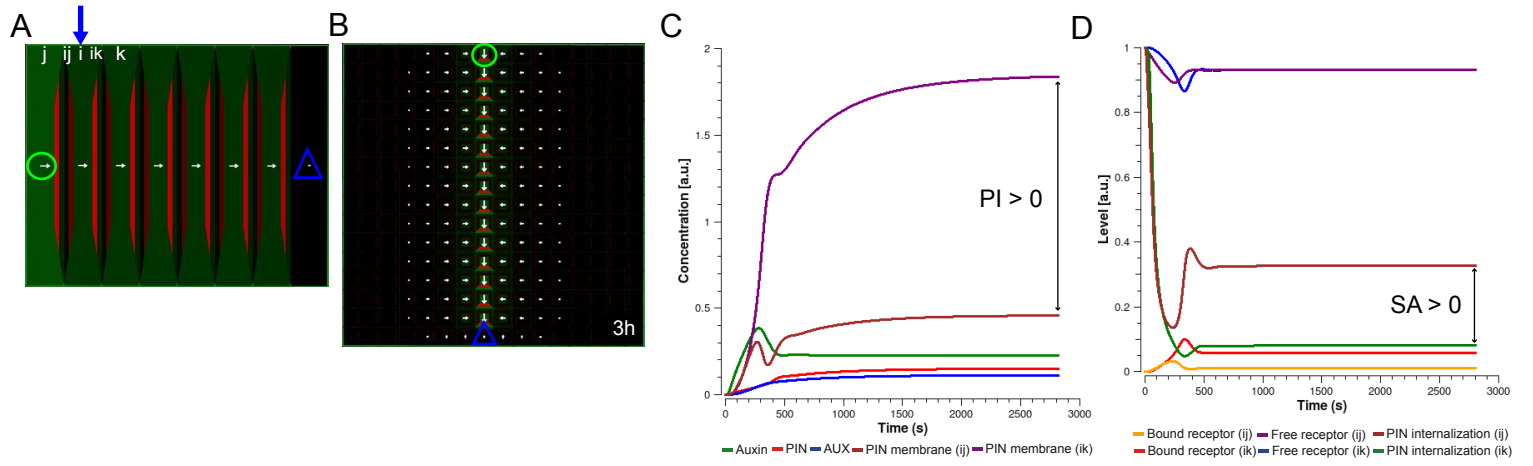 A
j ij i ik k
B
3h
C
Concentration [a.u.]
2
1.5
1
0.5
0
PI > 0
0 500 1000 1500 2000 2500 3000
Time (s)
Auxin PIN AUX PIN membrane (ij) PIN membrane (ik)
D
Level [a.u.]
1
0.8
0.6
0.4
0.2
0
SA > 0
0 500 1000 1500 2000 2500 3000
Time (s)
Bound receptor (ij) Free receptor (ij) PIN internalization (ij)
Bound receptor (ik) Free receptor (ik) PIN internalization (ik)